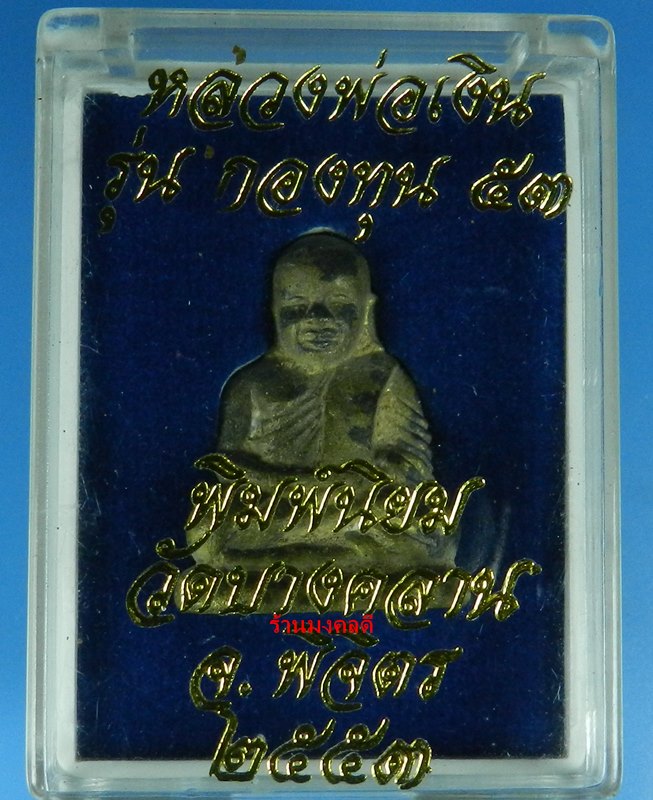 หลวงพ่อเงิน
รุ่น กองทุน ๕๓
พิมพ์นิยม
วัดบางคลาน
ร้านมงคลดี
จ. พิจิตร
๒๕๕๓